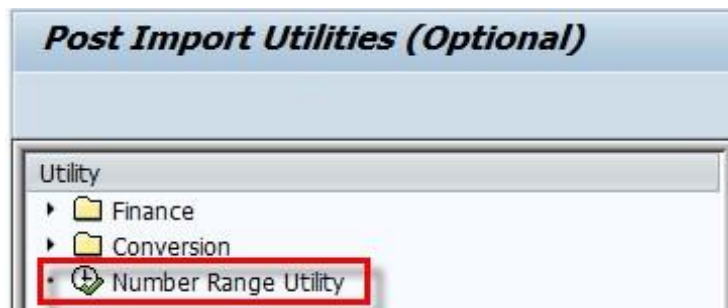 Post Import Utilities (Optional)
Utility
Finance
Conversion
Number Range Utility